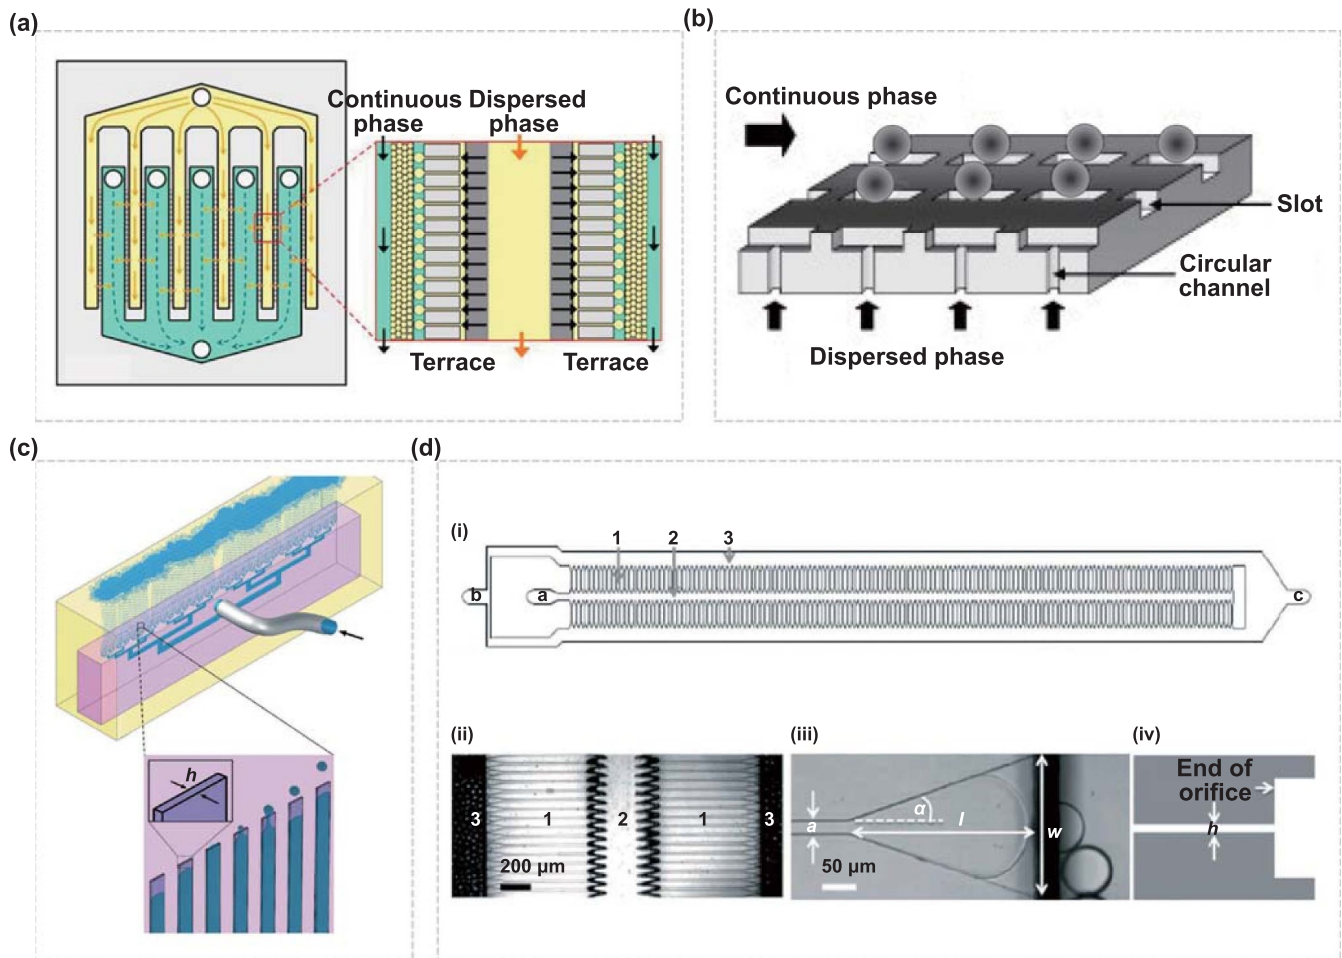 (a)
Continuous Dispersed
phase phase
Terrace Terrace
(b)
Continuous phase
Slot
Circular
channel
Dispersed phase
(c)
h
(d)
(i)
1 2 3
b a c
(ii)
3 1 2 1 3
200 μm
(iii)
a α l w
50 μm
(iv)
End of
orifice
h